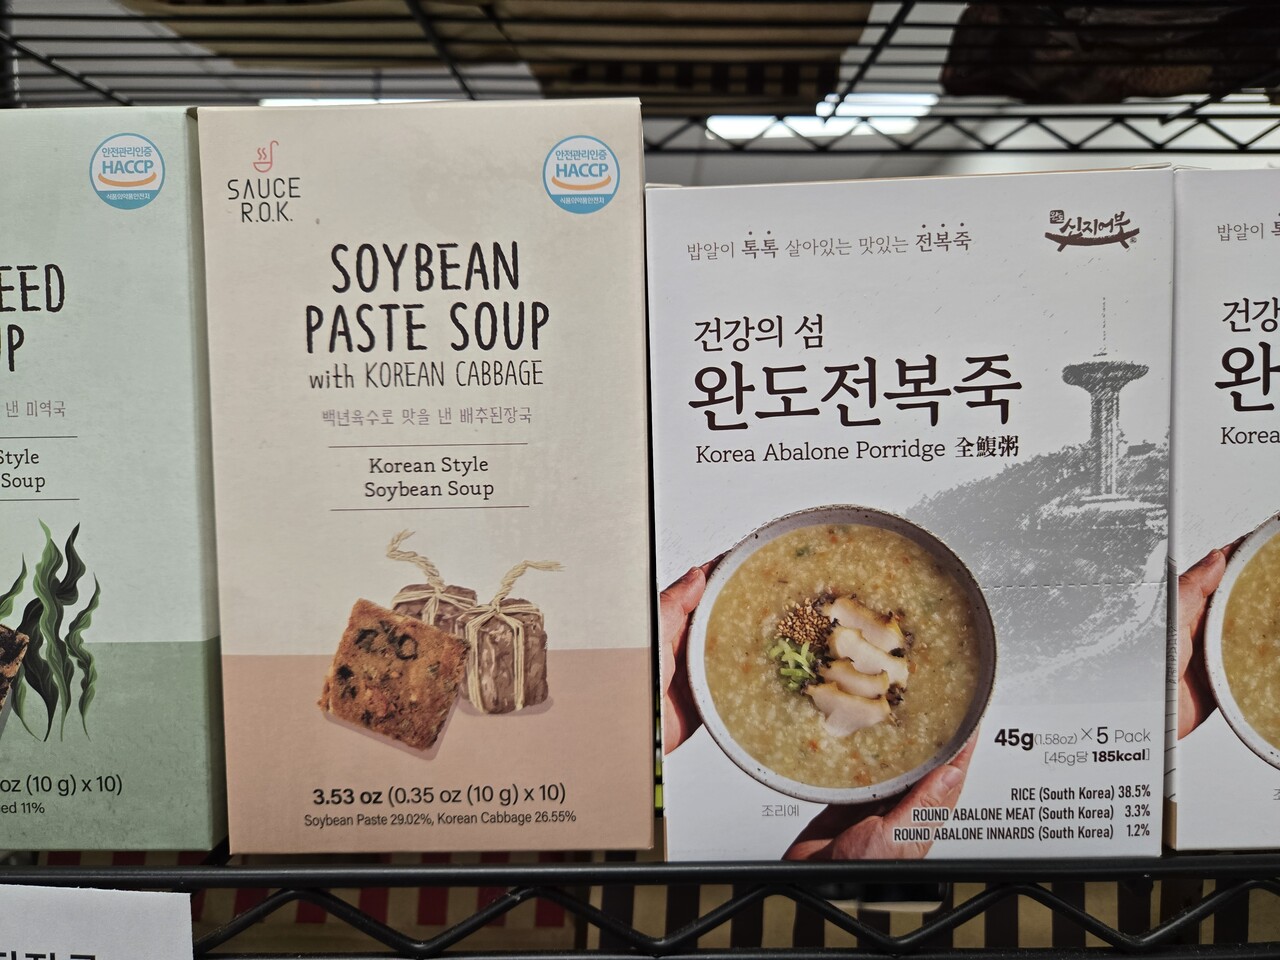 안전관리인증
HACCP
식품의약품안전처
EED
UP
낸 미역국
Style
Soup
oz (10 g) x 10)
ed 11%
SAUCE
R.O.K.
안전관리인증
HACCP
식품의약품안전처
SOYBEAN
PASTE SOUP
with KOREAN CABBAGE
백년육수로 맛을 낸 배추된장국
Korean Style
Soybean Soup
3.53 oz (0.35 oz (10 g) x 10)
Soybean Paste 29.02%, Korean Cabbage 26.55%
밥알이 톡톡 살아있는 맛있는 전복죽
완도
신지어부
건강의 섬
완도전복죽
Korea Abalone Porridge 全鰒粥
45g(1.58oz) × 5 Pack
[45g당 185kcal]
RICE (South Korea) 38.5%
ROUND ABALONE MEAT (South Korea) 3.3%
ROUND ABALONE INNARDS (South Korea) 1.2%
조리예
밥알이
건강
완
Korea